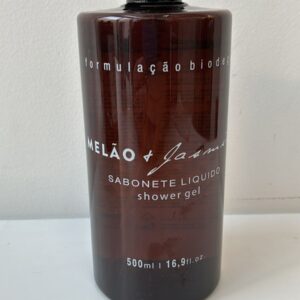 formulação
MELÃO +
SABONETE LIQUIDO
shower gel
500ml | 16,9fl.oz